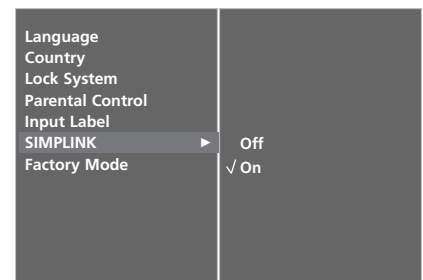 Language
Country
Lock System
Parental Control
Input Label
SIMPLINK ►
Factory Mode
Off
√ On